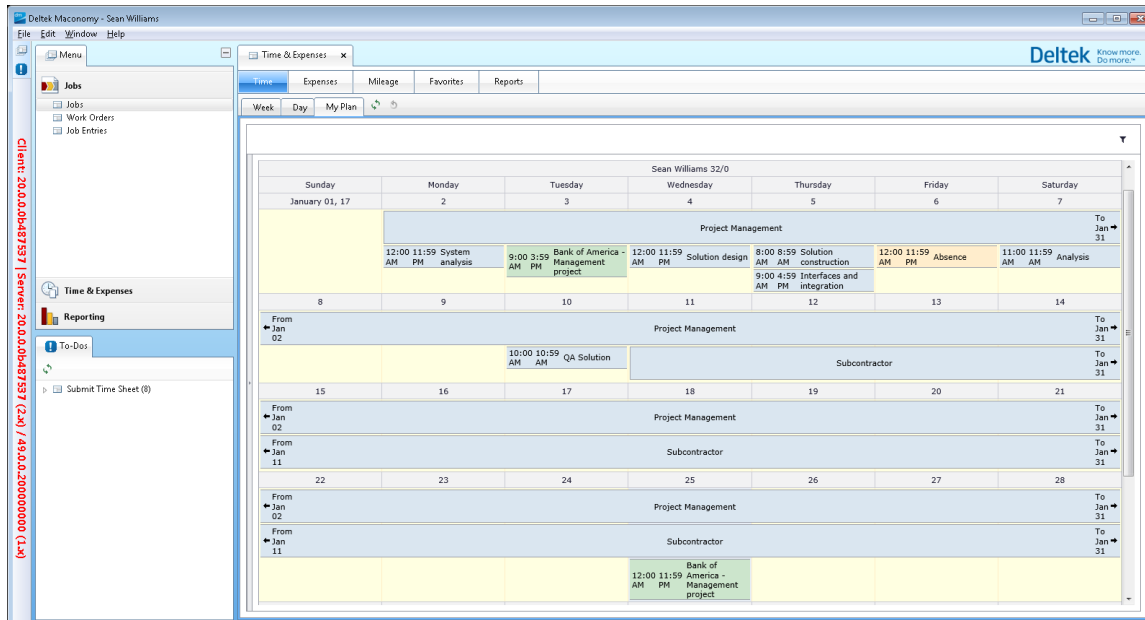 Deltek Maconomy - Sean Williams
File Edit Window Help
Menu
Jobs
Jobs
Work Orders
Job Entries
Time & Expenses
Reporting
To-Dos
Submit Time Sheet (8)
Client: 20.0.0.0b487537 | Server: 20.0.0.0b487537 (2.x) / 49.0.0.200000000 (1.x)
Time & Expenses
Deltek Know more. Do more.™
Time Expenses Mileage Favorites Reports
Week Day My Plan
Sean Williams 32/0
Sunday Monday Tuesday Wednesday Thursday Friday Saturday
January 01, 17 2 3 4 5 6 7
Project Management To Jan 31
12:00 AM 11:59 PM System analysis
9:00 AM 3:59 PM Bank of America - Management project
12:00 AM 11:59 PM Solution design
8:00 AM 8:59 AM Solution construction
12:00 AM 11:59 PM Absence
11:00 AM 11:59 AM Analysis
9:00 AM 4:59 PM Interfaces and integration
8 9 10 11 12 13 14
From Jan 02 Project Management To Jan 31
10:00 AM 10:59 AM QA Solution
Subcontractor To Jan 31
15 16 17 18 19 20 21
From Jan 02 Project Management To Jan 31
From Jan 11 Subcontractor To Jan 31
22 23 24 25 26 27 28
From Jan 02 Project Management To Jan 31
From Jan 11 Subcontractor To Jan 31
12:00 AM 11:59 PM Bank of America - Management project